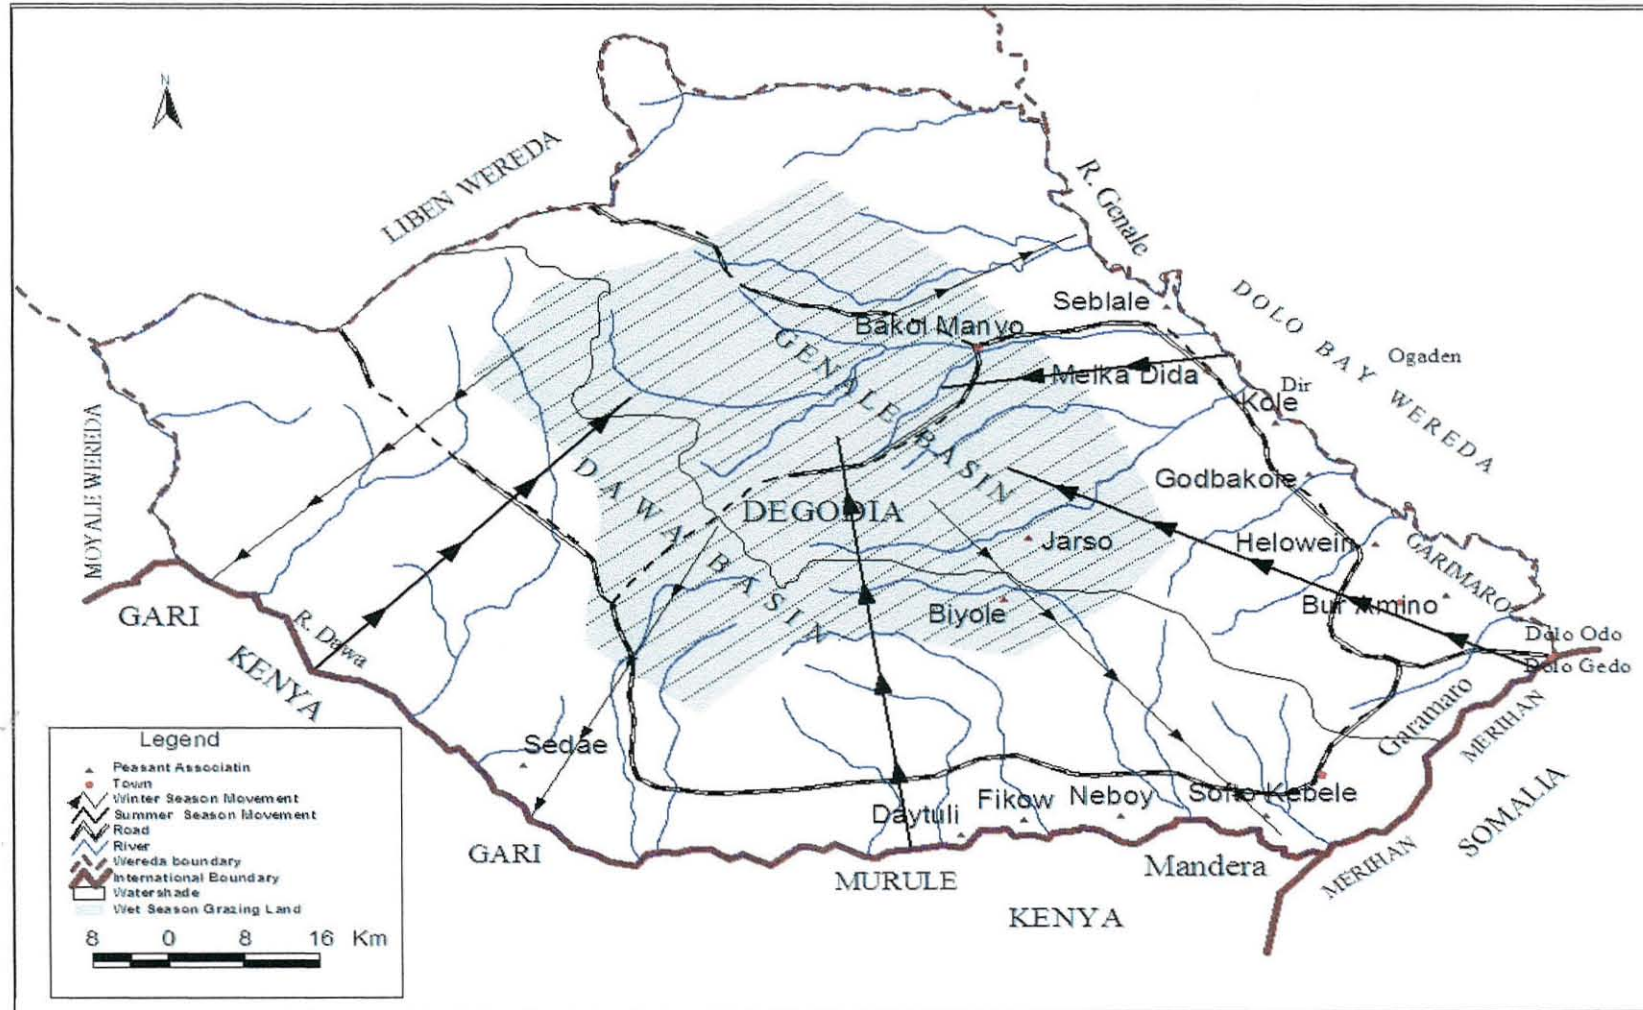 N
LIBEN WEREDA
R. Genale
DOLO BAY WEREDA
Ogaden
Seblale
Bakol Manyo
GENALE BASIN
Melka Dida
Dir
Kole
MOYALE WEREDA
DAWA BASIN
Godbakole
DEGODIA
Jarso
Helowein
GARIMARO
Biyole
Bur Amino
GARI
R. Dawa
KENYA
Dolo Odo
Dolo Gedo
Garamaro
MERIHAN
SOMALIA
Sedae
Daytuli
Fikow
Neboy
Softo Kebele
GARI
MURULE
Mandera
MERIHAN
KENYA
Legend
Peasant Associatin
Town
Winter Season Movement
Summer Season Movement
Road
River
Wereda boundary
International Boundary
Watershade
Wet Season Grazing Land
8 0 8 16 Km